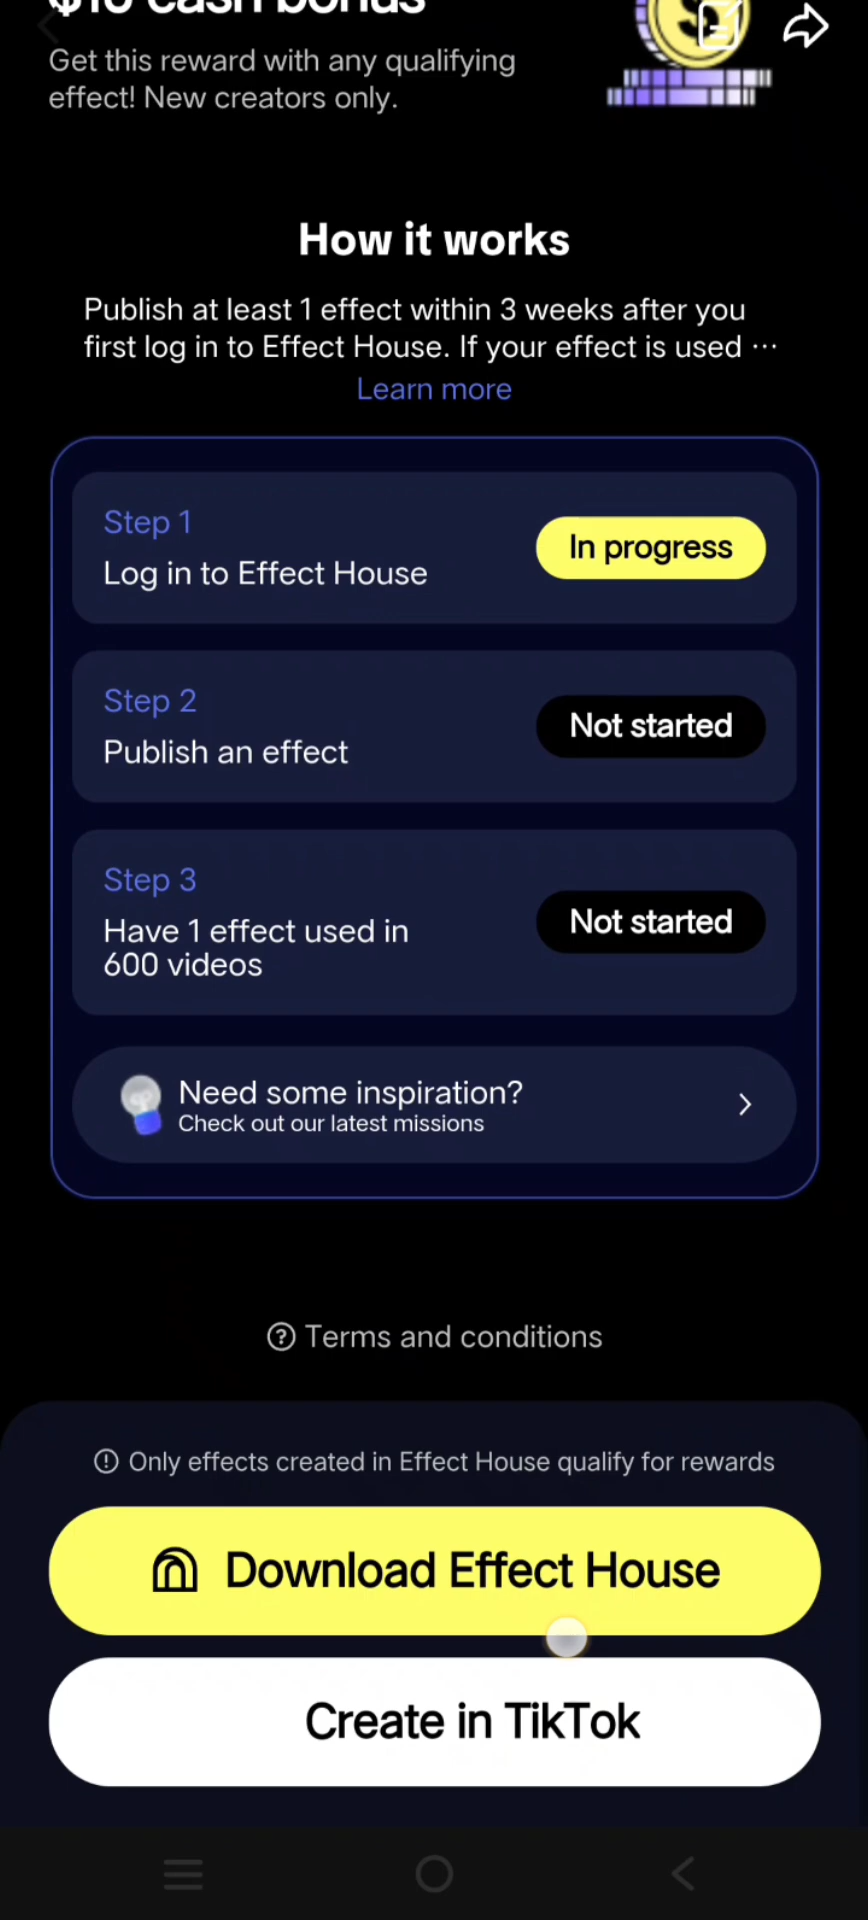 $10 cash bonus
Get this reward with any qualifying
effect! New creators only.
How it works
Publish at least 1 effect within 3 weeks after you
first log in to Effect House. If your effect is used ...
Learn more
Step 1
Log in to Effect House
In progress
Step 2
Publish an effect
Not started
Step 3
Have 1 effect used in
600 videos
Not started
Need some inspiration?
Check out our latest missions
Terms and conditions
Only effects created in Effect House qualify for rewards
Download Effect House
Create in TikTok